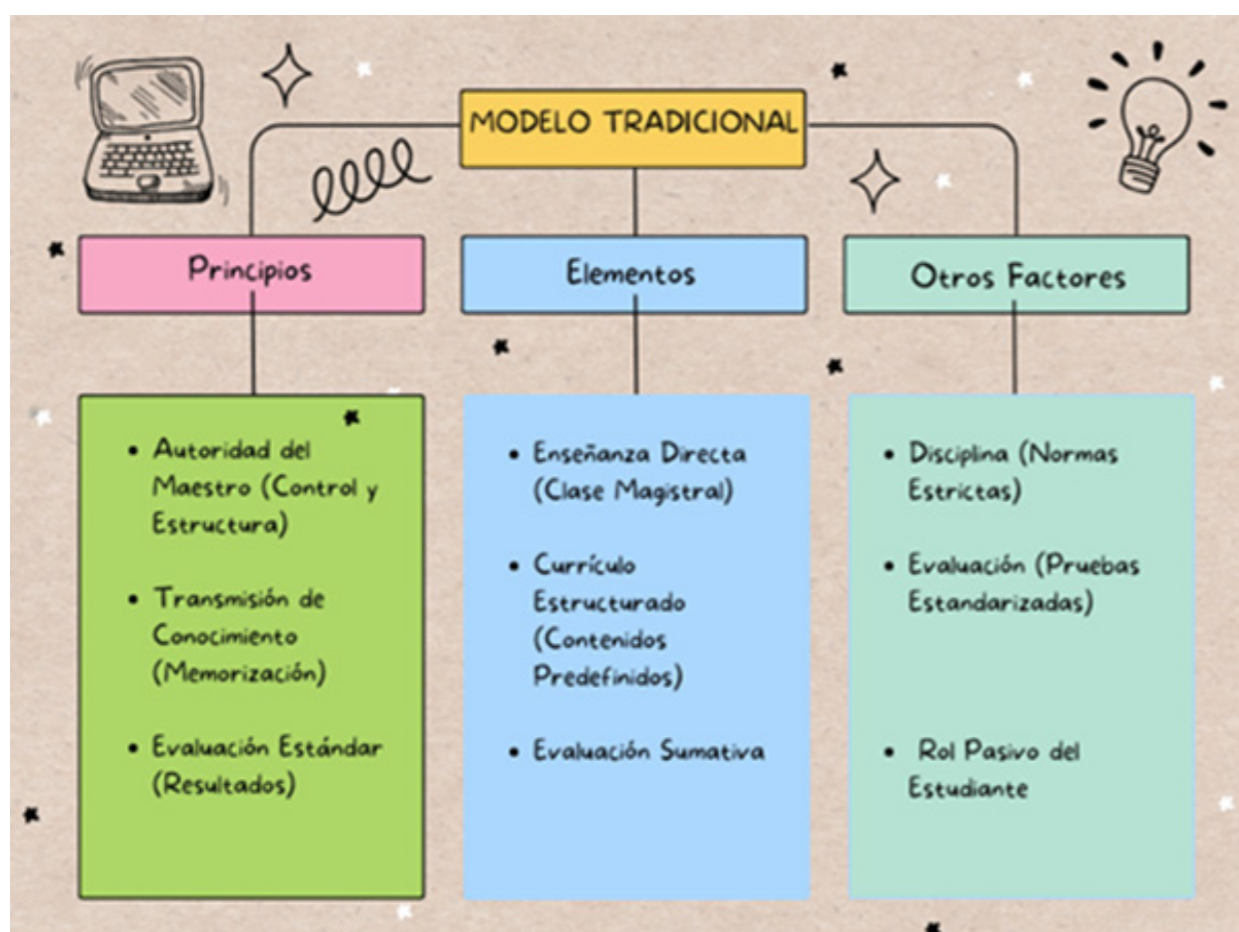 MODELO TRADICIONAL
Principios
Elementos
Otros Factores
• Autoridad del
Maestro (Control y
Estructura)
• Transmisión de
Conocimiento
(Memorización)
• Evaluación Estándar
(Resultados)
• Enseñanza Directa
(Clase Magistral)
• Currículo
Estructurado
(Contenidos
Predefinidos)
• Evaluación Sumativa
• Disciplina (Normas
Estrictas)
• Evaluación (Pruebas
Estandarizadas)
• Rol Pasivo del
Estudiante